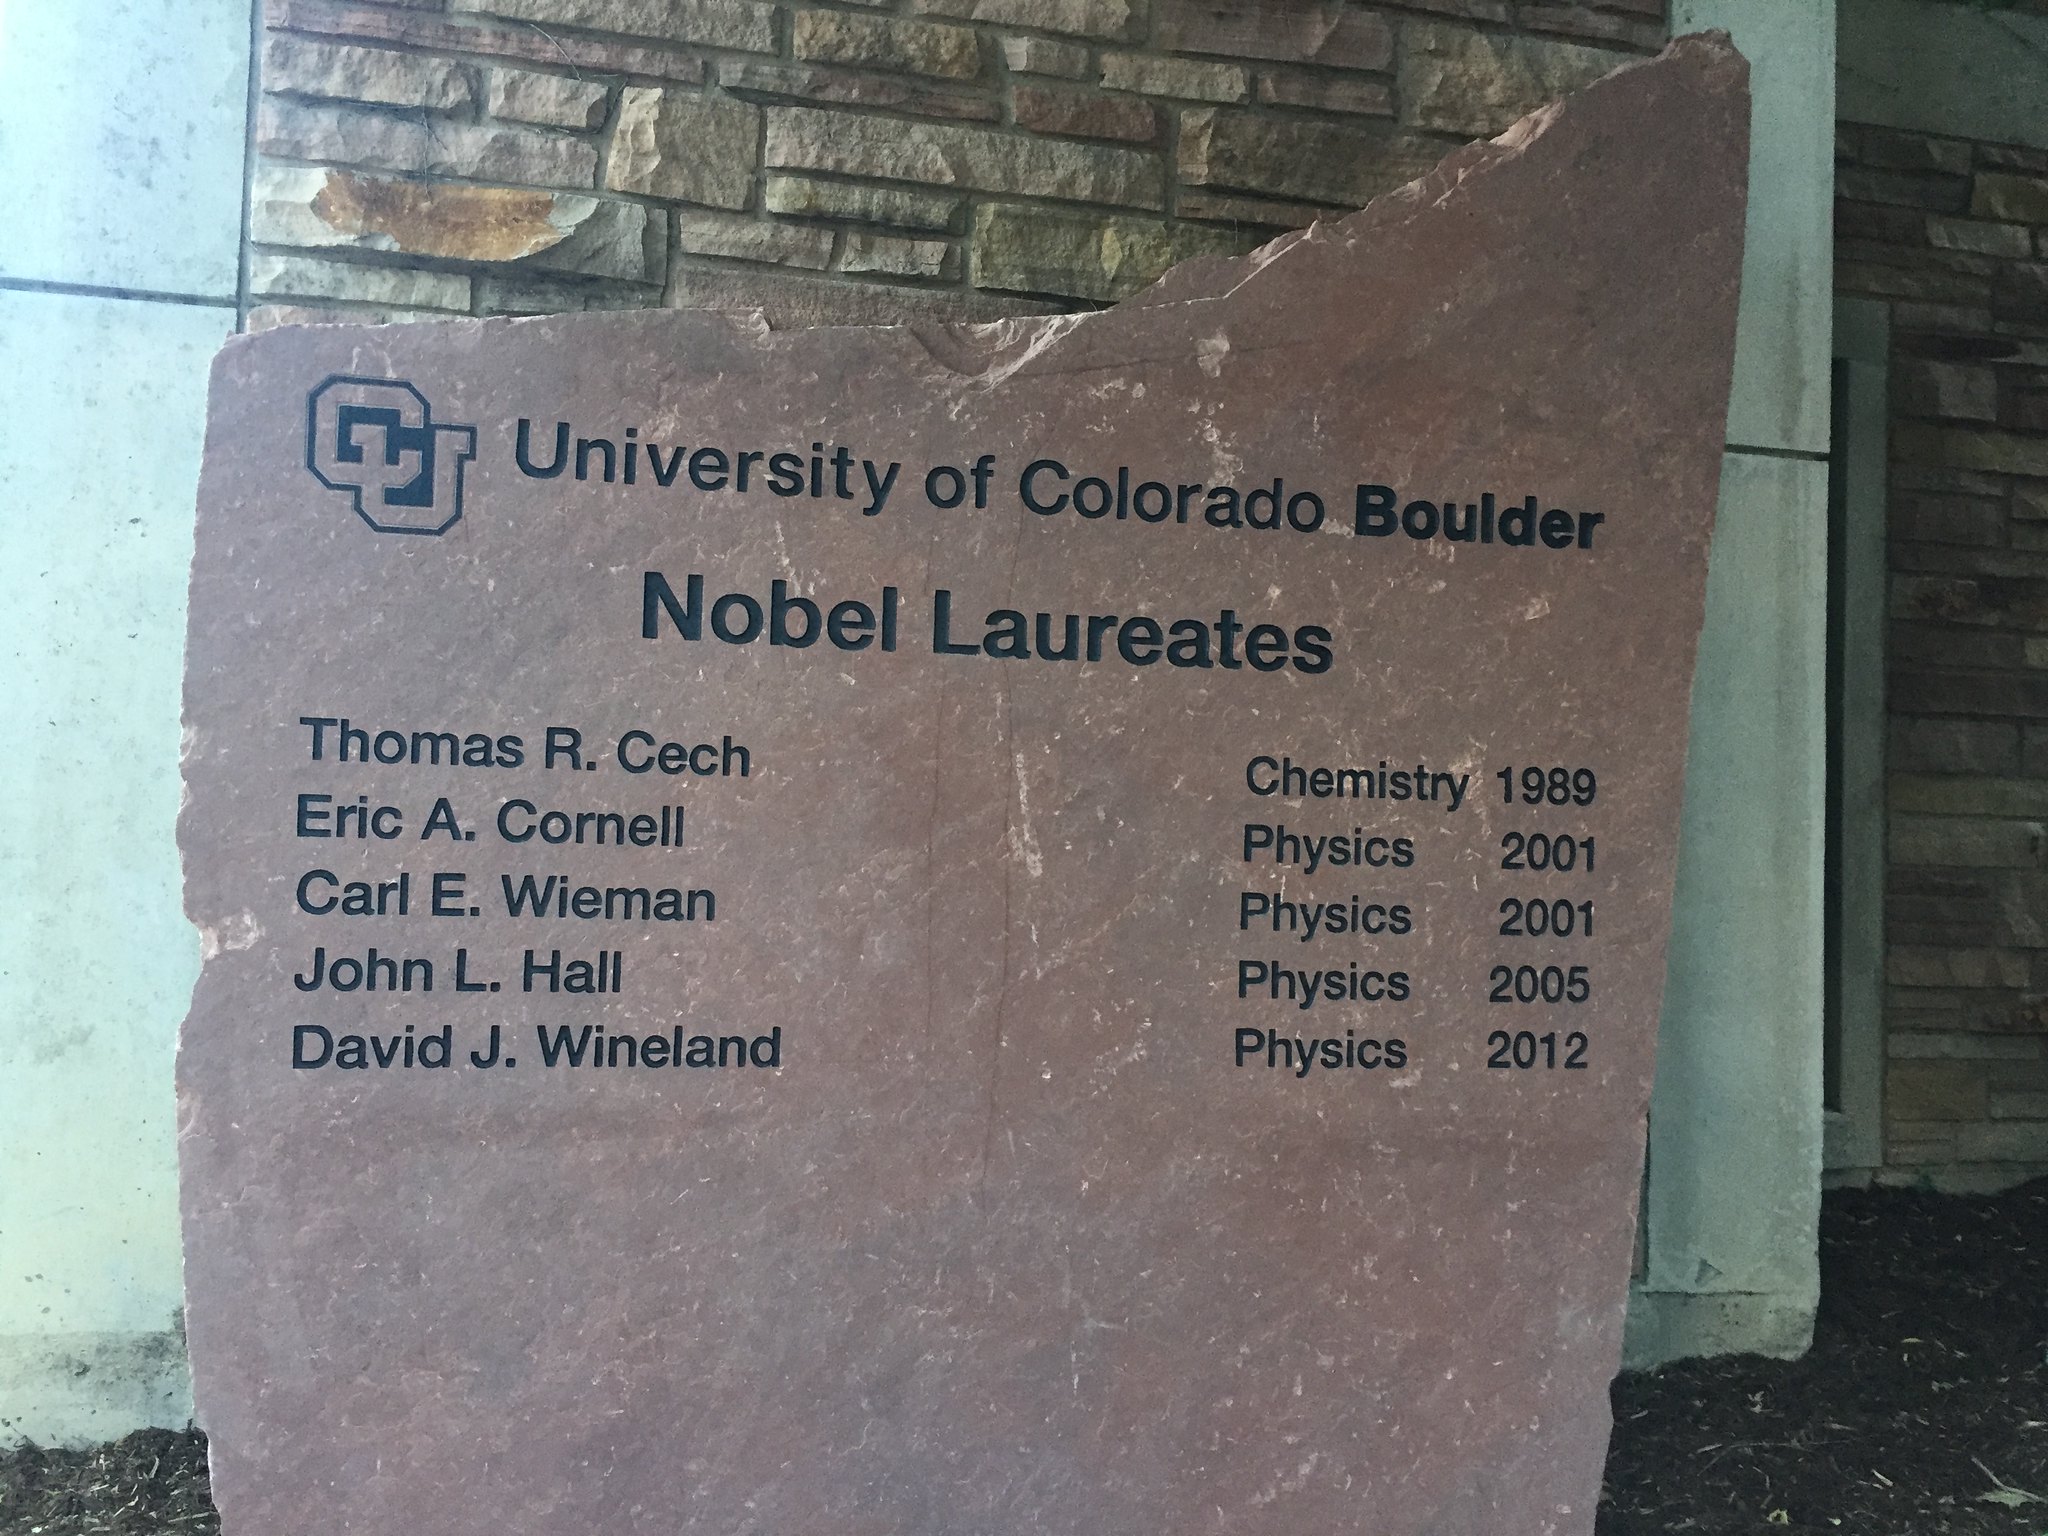 CU University of Colorado Boulder
Nobel Laureates
Thomas R. Cech Chemistry 1989
Eric A. Cornell Physics 2001
Carl E. Wieman Physics 2001
John L. Hall Physics 2005
David J. Wineland Physics 2012